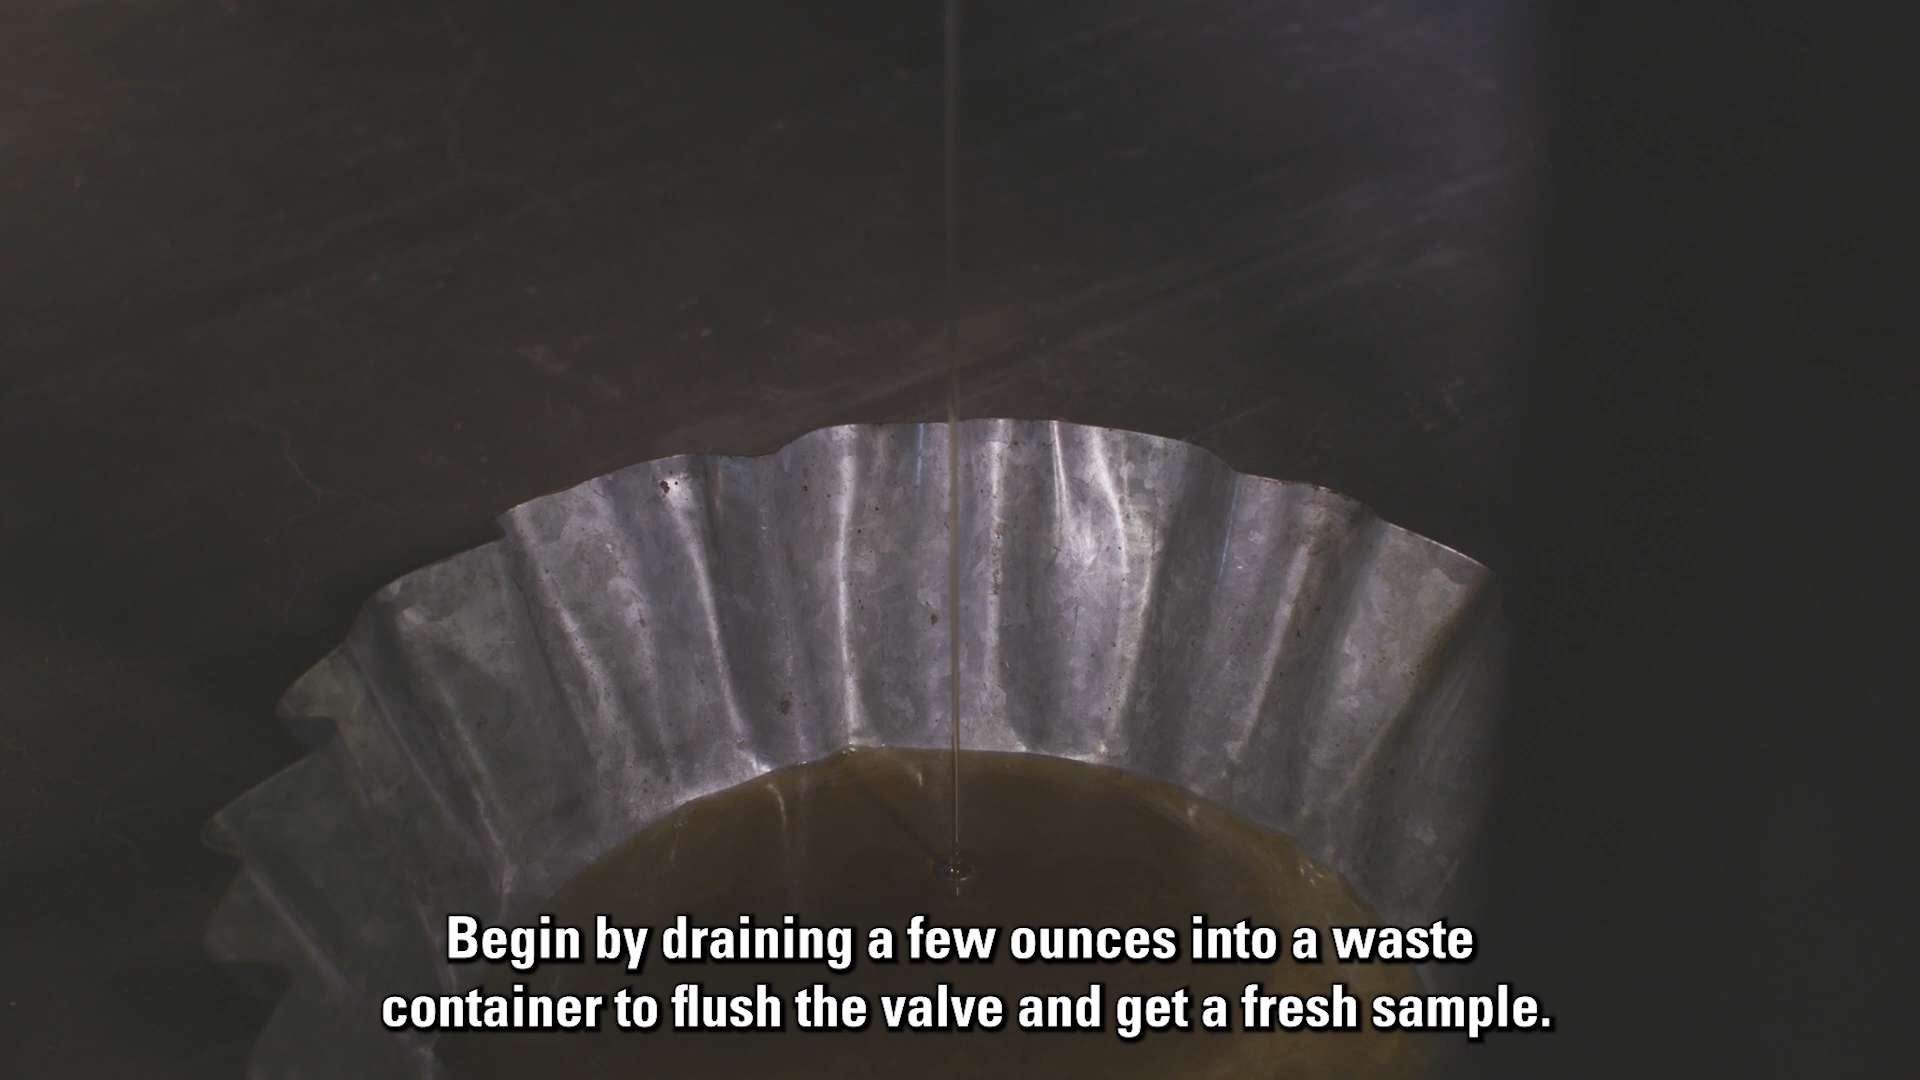 Begin by draining a few ounces into a waste
container to flush the valve and get a fresh sample.